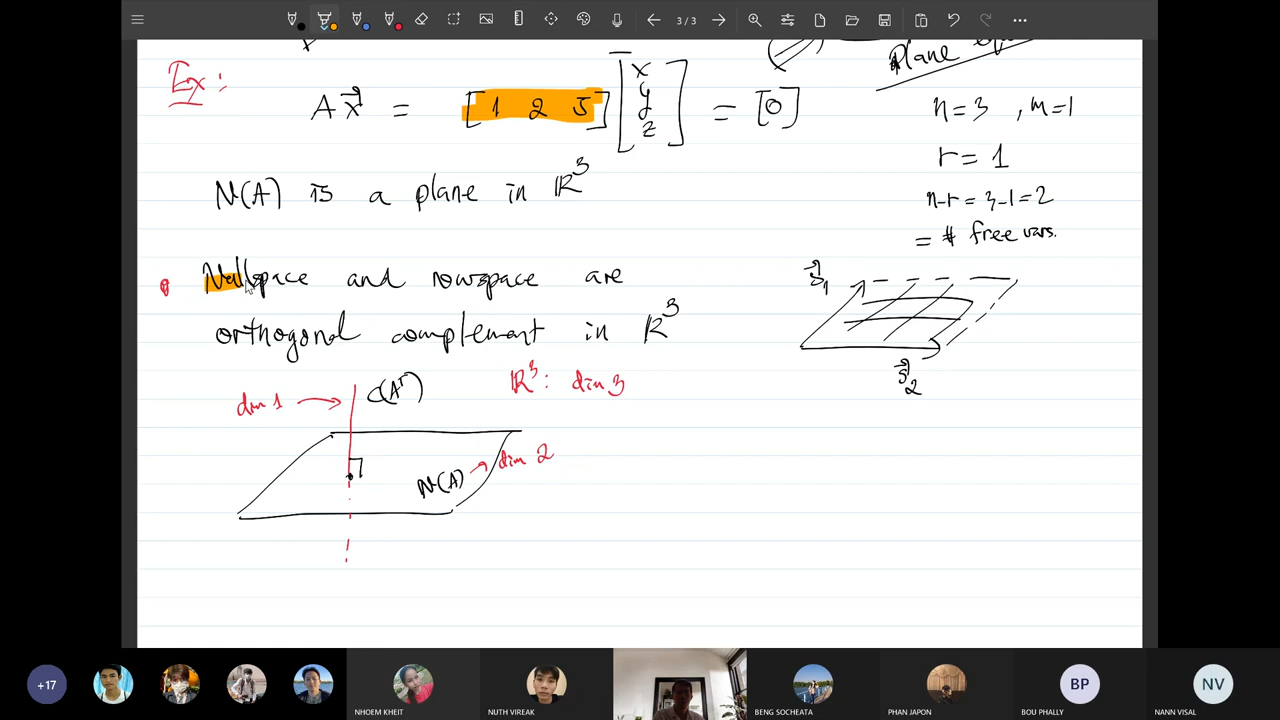 3 / 3
Plane
Ex:
A x⃗ = [1 2 5] [x y z] = [0]
n=3 , m=1
r = 1
N(A) is a plane in ℝ³
n-r = 3-1=2
= # free vars.
Nullspace and rowspace are
orthogonal complement in ℝ³
s⃗₁
s⃗₂
ℝ³: dim 3
dim 1 → C(Aᵀ)
N(A) → dim 2
+17
NHOEM KHEIT
NUTH VIREAK
BENG SOCHEATA
PHAN JAPON
BP
BOU PHALLY
NV
NANN VISAL